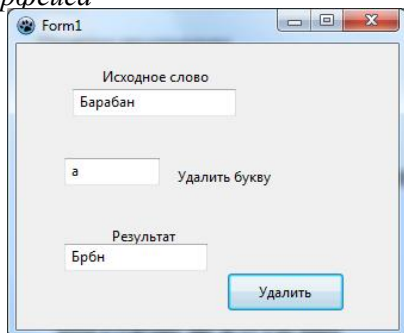 Form1
Исходное слово
Барабан
а Удалить букву
Результат
Брбн
Удалить